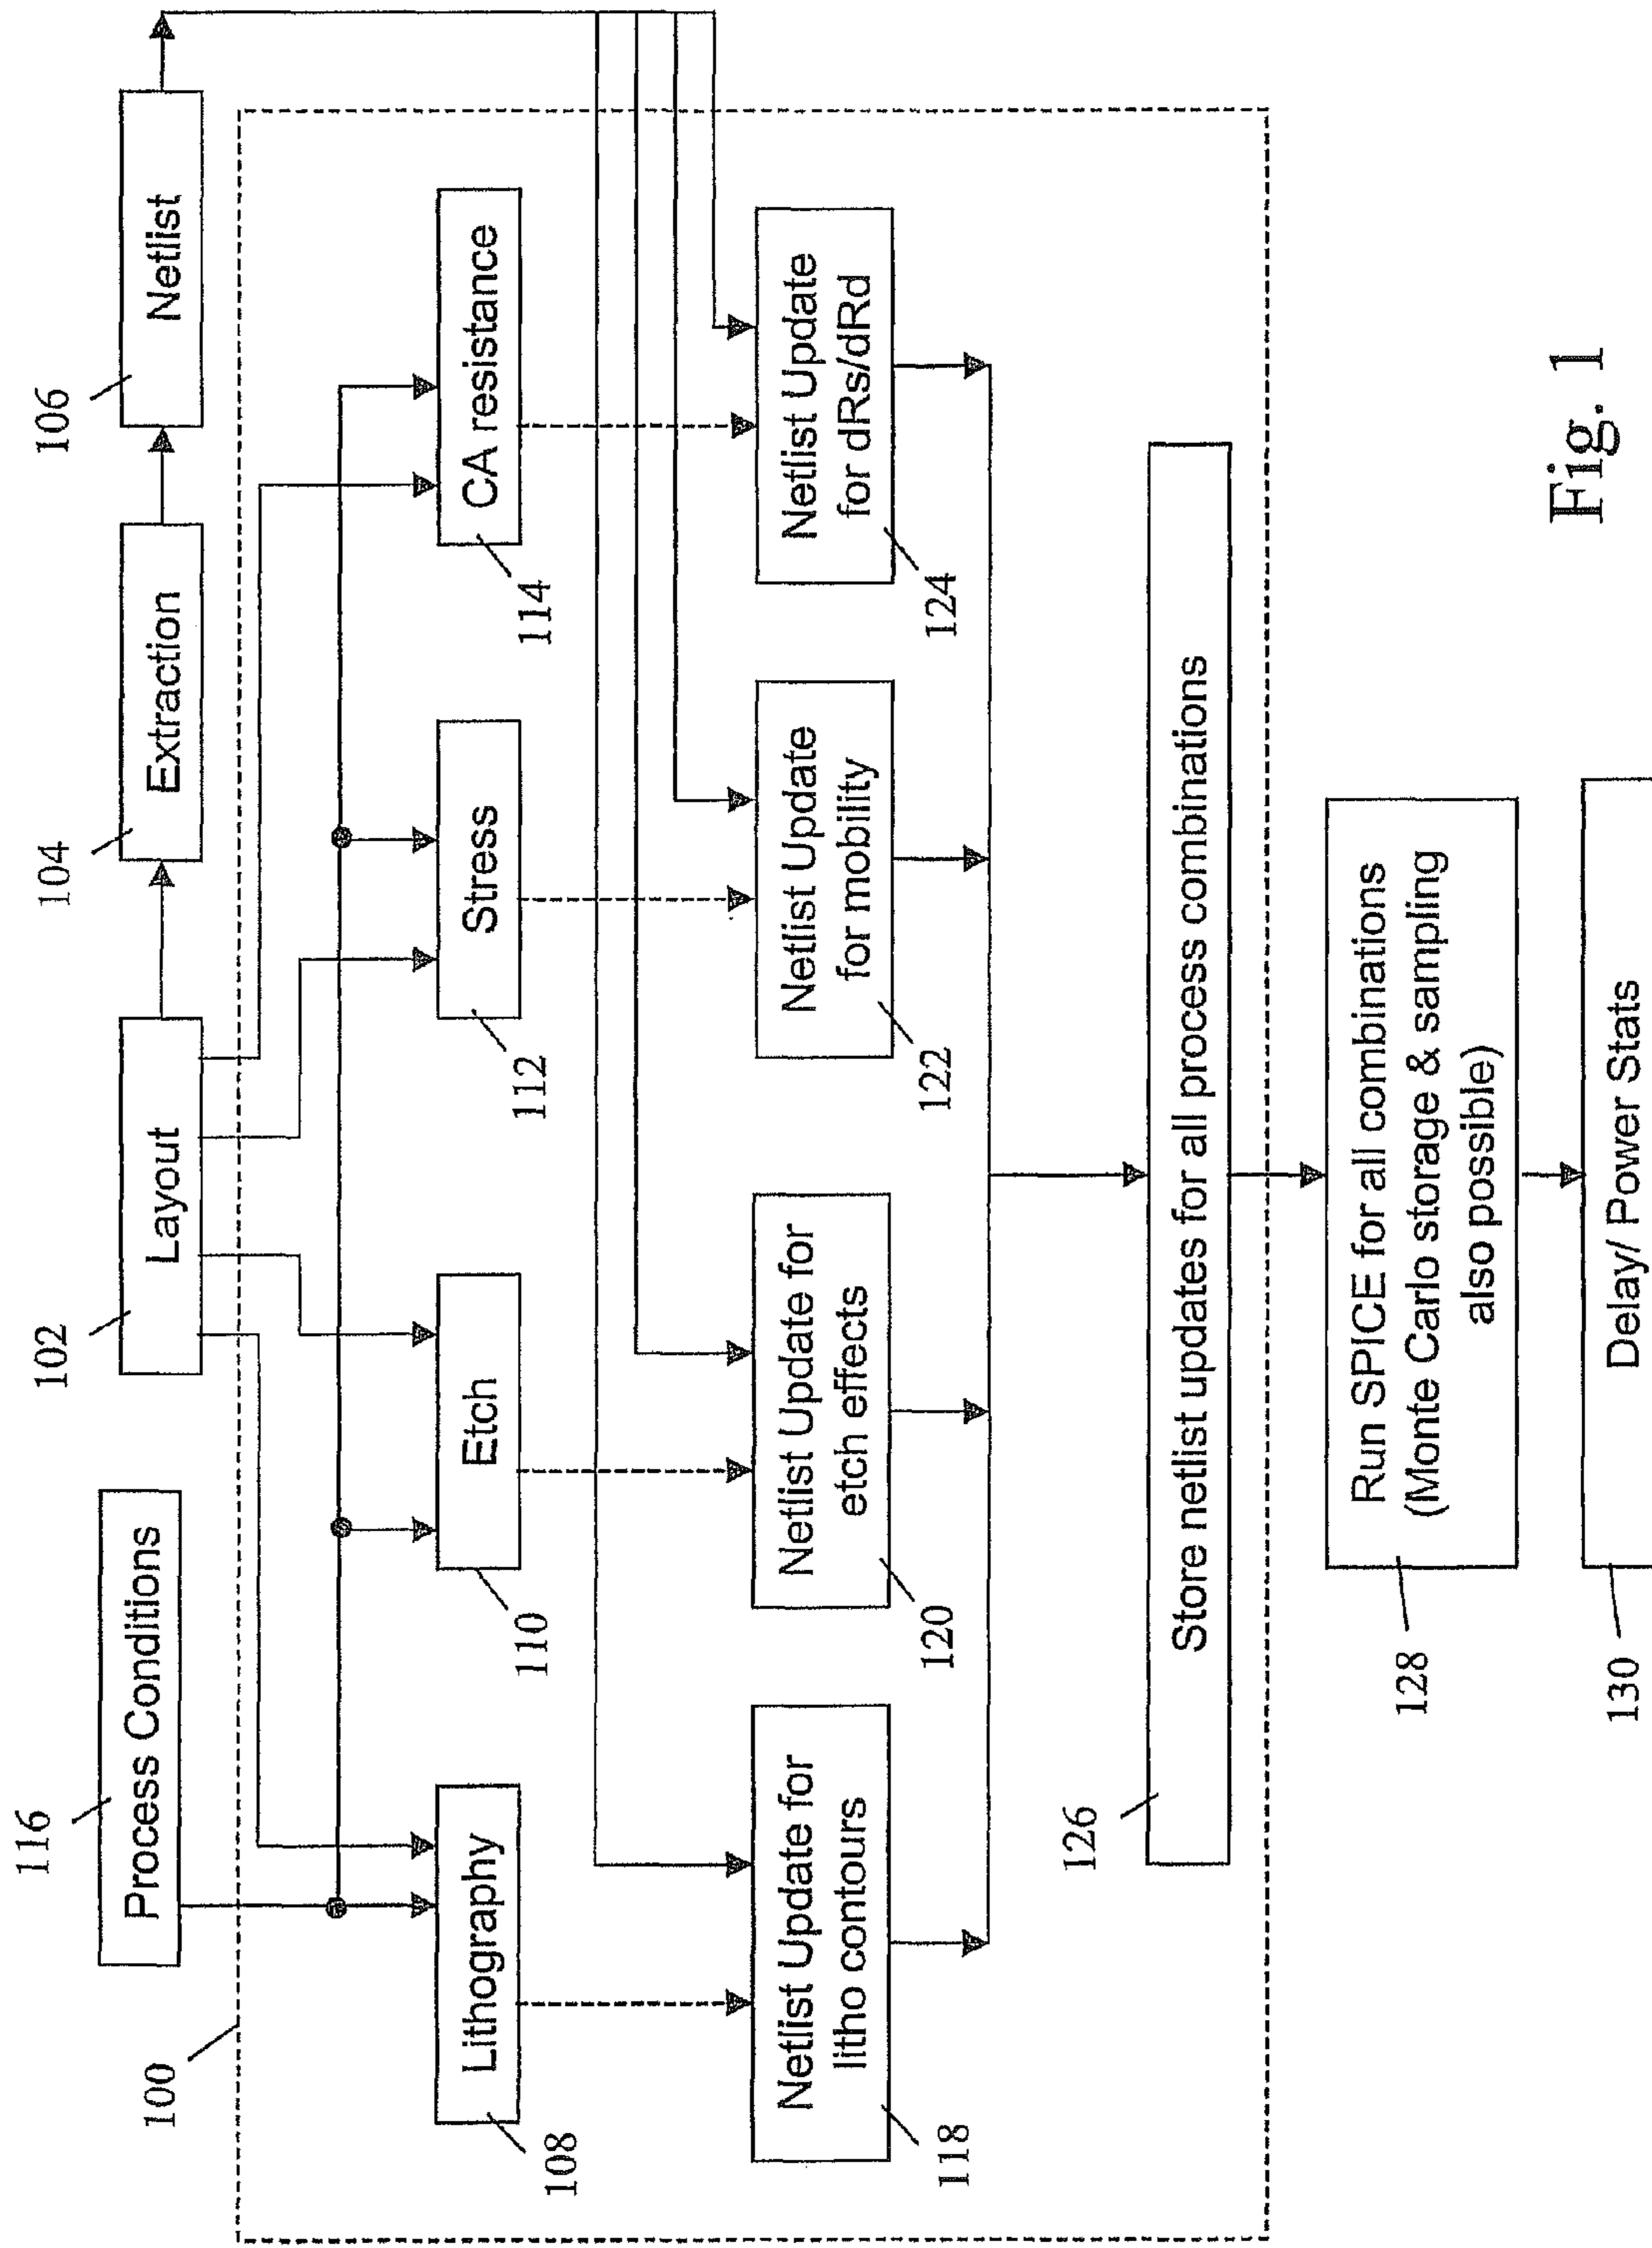 116
102
104
106
Process Conditions
Layout
Extraction
Netlist
100
Lithography
Etch
Stress
CA resistance
108
110
112
114
Netlist Update for
litho contours
Netlist Update for
etch effects
Netlist Update
for mobility
Netlist Update
for dRs/dRd
118
120
122
124
126
Store netlist updates for all process combinations
128
Run SPICE for all combinations
(Monte Carlo storage & sampling
also possible)
130
Delay/ Power Stats
Fig. 1